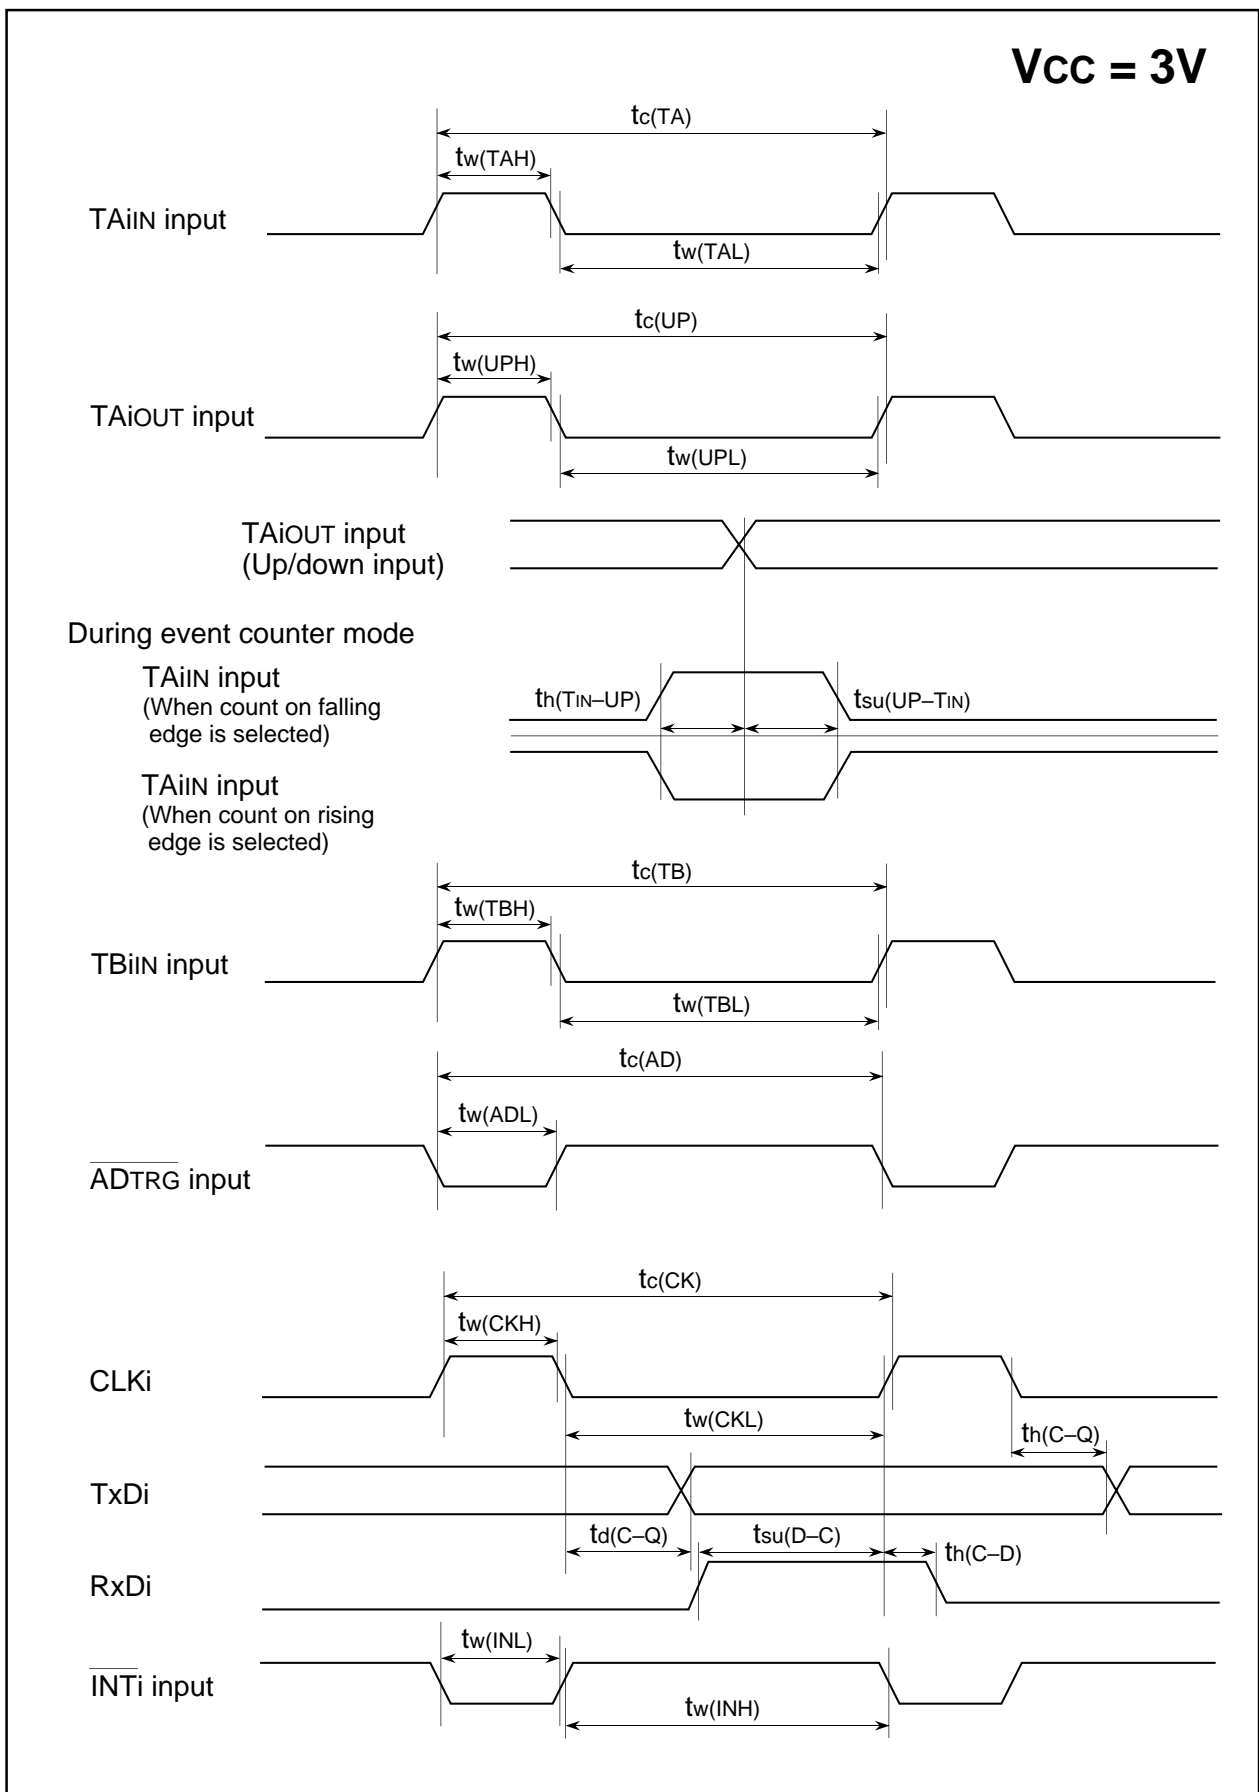 VCC = 3V
tc(TA)
tw(TAH)
TAiIN input
tw(TAL)
tc(UP)
tw(UPH)
TAiOUT input
tw(UPL)
TAiOUT input
(Up/down input)
During event counter mode
TAiIN input
(When count on falling
edge is selected)
th(TIN–UP)
tsu(UP–TIN)
TAiIN input
(When count on rising
edge is selected)
tc(TB)
tw(TBH)
TBiIN input
tw(TBL)
tc(AD)
tw(ADL)
ADTRG input
tc(CK)
tw(CKH)
CLKi
tw(CKL)
th(C–Q)
TxDi
td(C–Q)
tsu(D–C)
th(C–D)
RxDi
tw(INL)
INTi input
tw(INH)